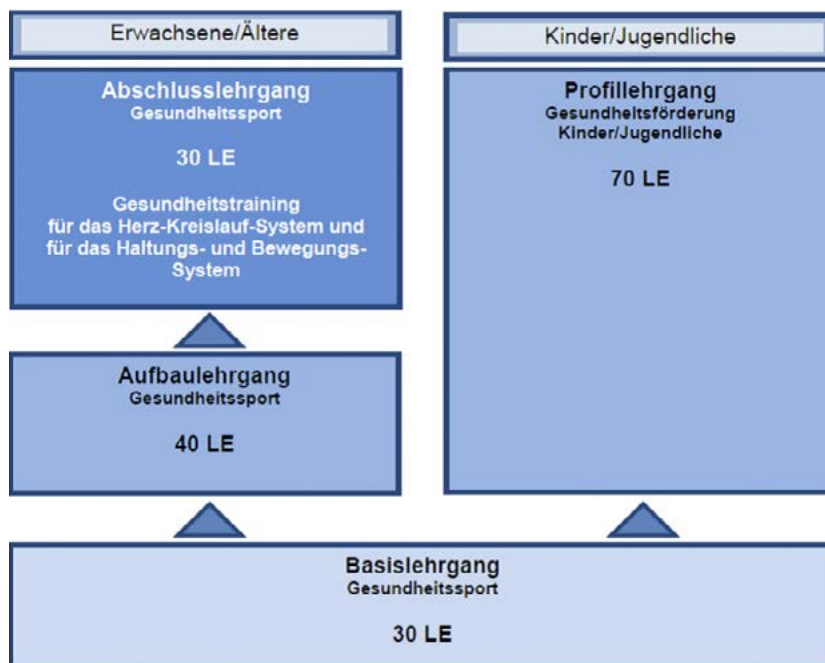 Erwachsene/Ältere
Abschlusslehrgang
Gesundheitssport
30 LE
Gesundheitstraining
für das Herz-Kreislauf-System und
für das Haltungs- und Bewegungs-
System
Aufbaulehrgang
Gesundheitssport
40 LE
Kinder/Jugendliche
Profillehrgang
Gesundheitsförderung
Kinder/Jugendliche
70 LE
Basislehrgang
Gesundheitssport
30 LE